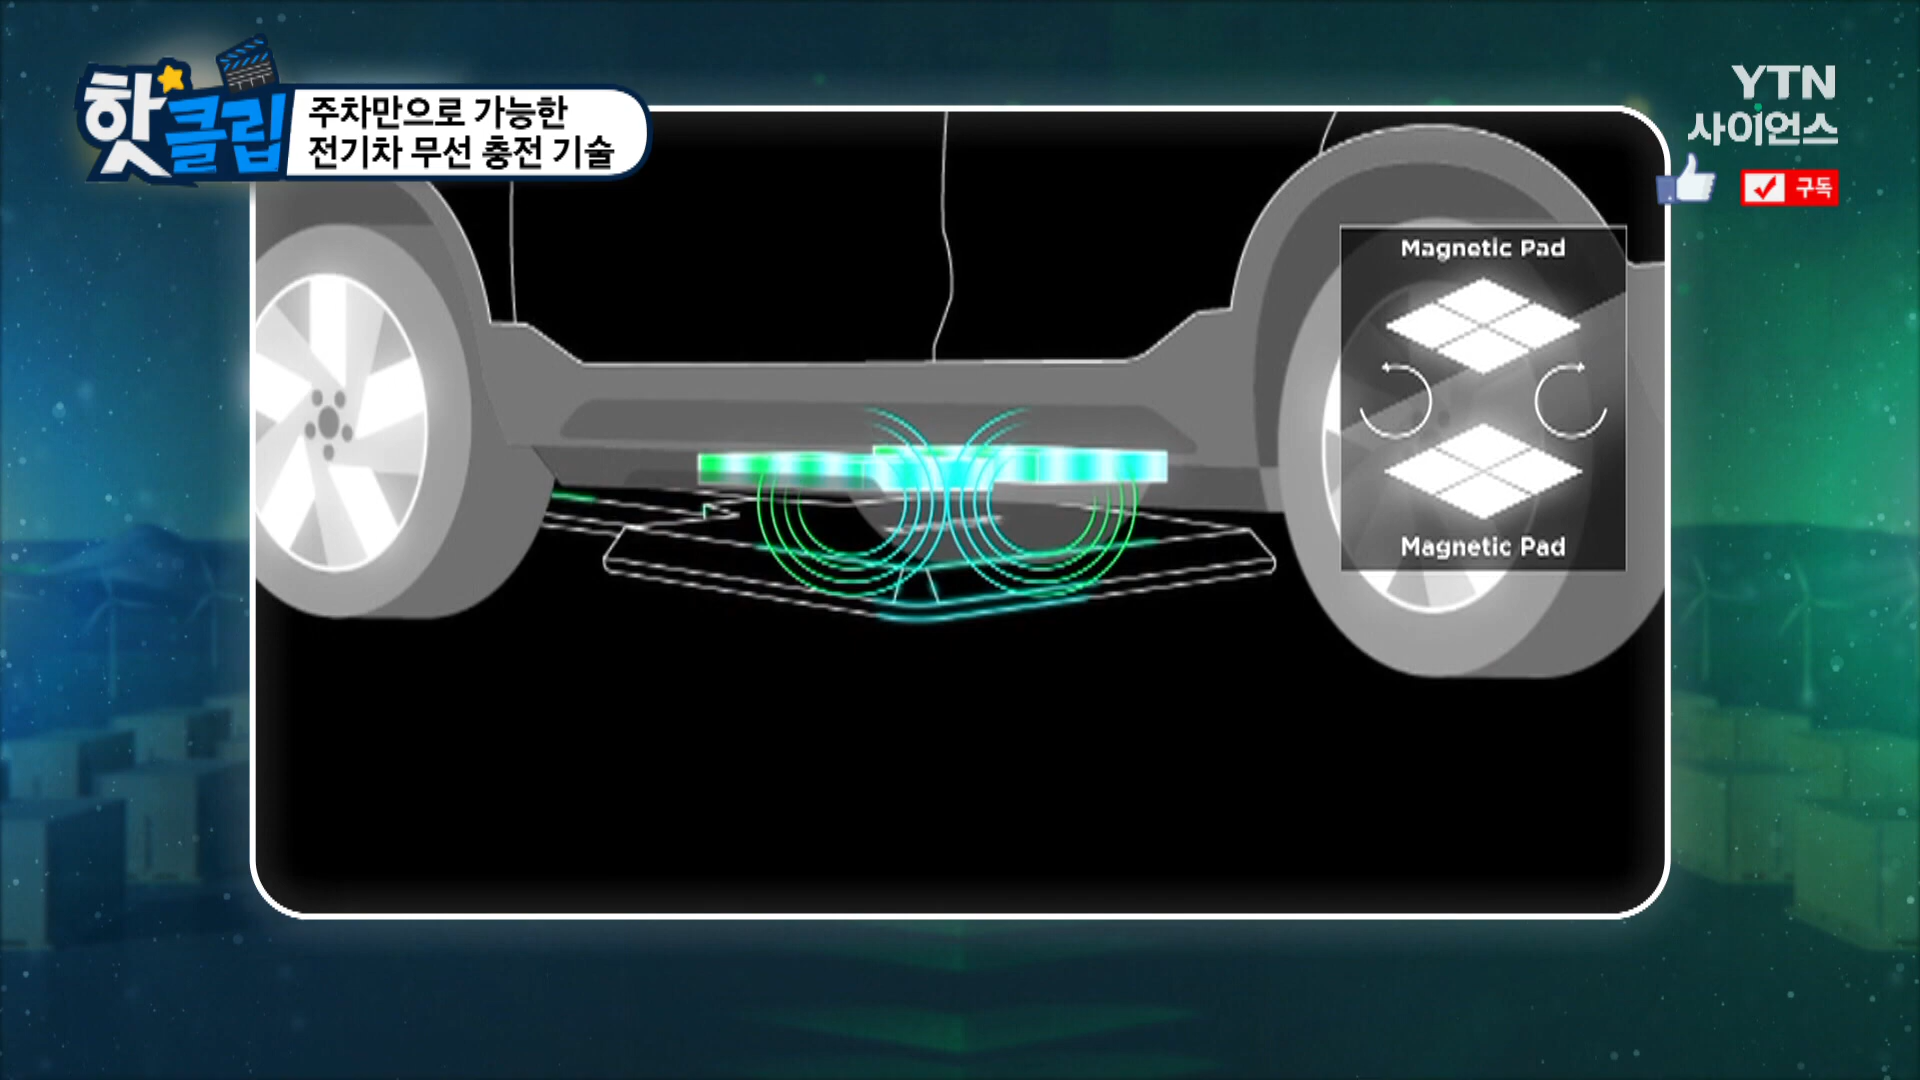 핫클립
주차만으로 가능한
전기차 무선 충전 기술
YTN
사이언스
구독
Magnetic Pad
Magnetic Pad